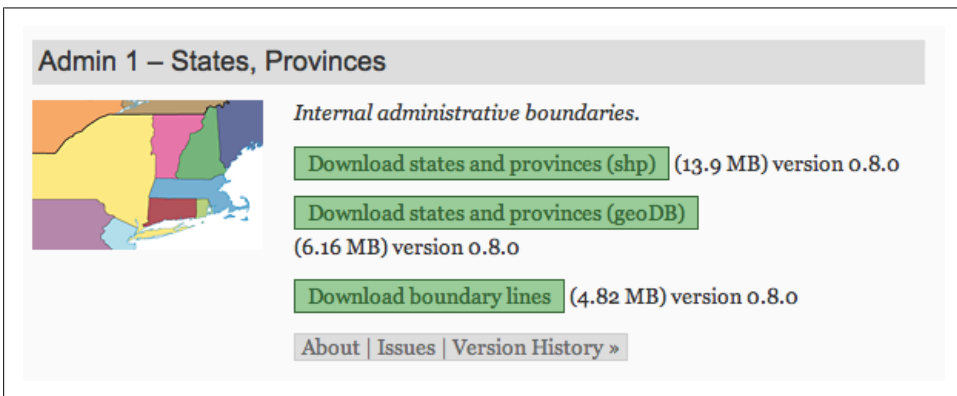 Admin 1 – States, Provinces
Internal administrative boundaries.
Download states and provinces (shp) (13.9 MB) version 0.8.0
Download states and provinces (geoDB)
(6.16 MB) version 0.8.0
Download boundary lines (4.82 MB) version 0.8.0
About | Issues | Version History »